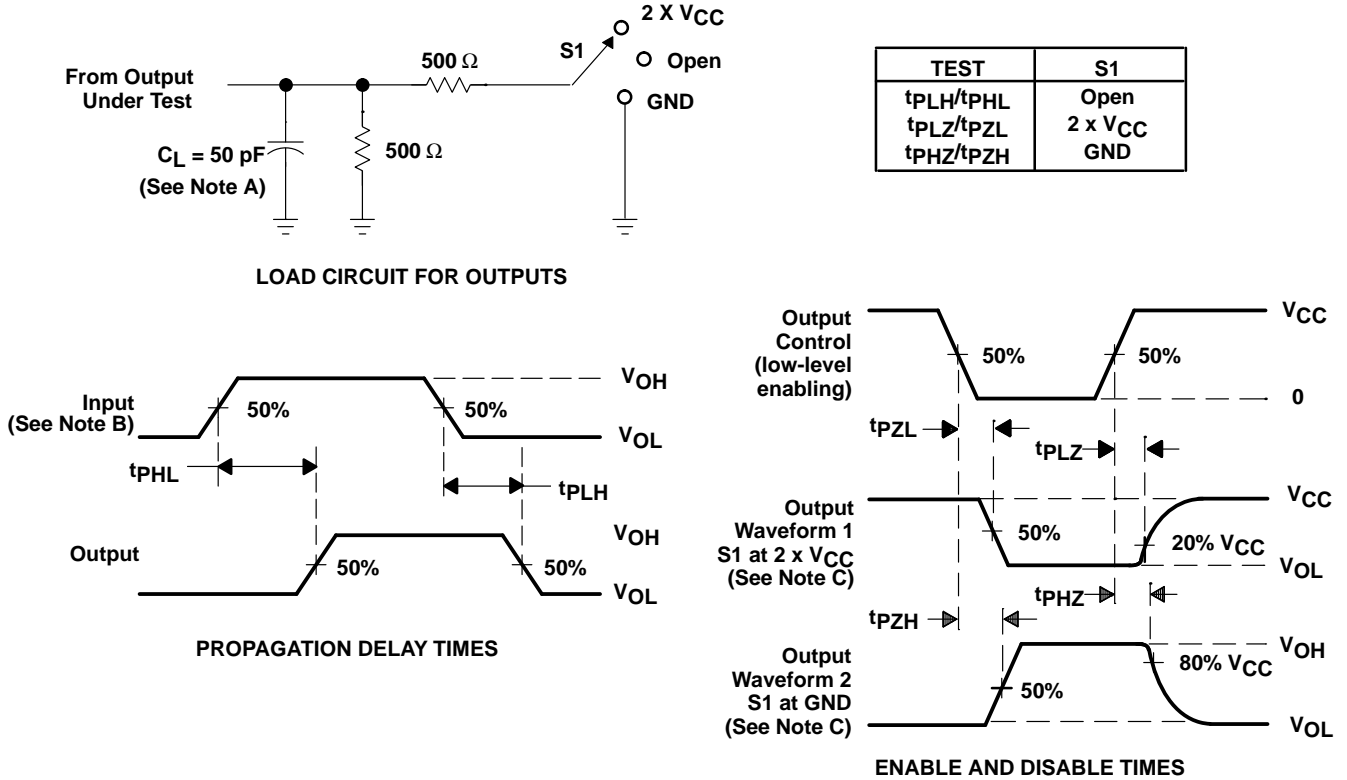 2 X VCC
S1
500 Ω
Open
From Output
Under Test
GND
CL = 50 pF
(See Note A)
500 Ω
LOAD CIRCUIT FOR OUTPUTS
TEST S1
tPLH/tPHL Open
tPLZ/tPZL 2 x VCC
tPHZ/tPZH GND
Input
(See Note B)
50%
50%
VOH
VOL
tPHL
tPLH
Output
50%
50%
VOH
VOL
PROPAGATION DELAY TIMES
Output
Control
(low-level
enabling)
50%
50%
VCC
0
tPZL
tPLZ
Output
Waveform 1
S1 at 2 x VCC
(See Note C)
50%
VCC
20% VCC
VOL
tPZH
tPHZ
Output
Waveform 2
S1 at GND
(See Note C)
50%
VOH
80% VCC
VOL
ENABLE AND DISABLE TIMES